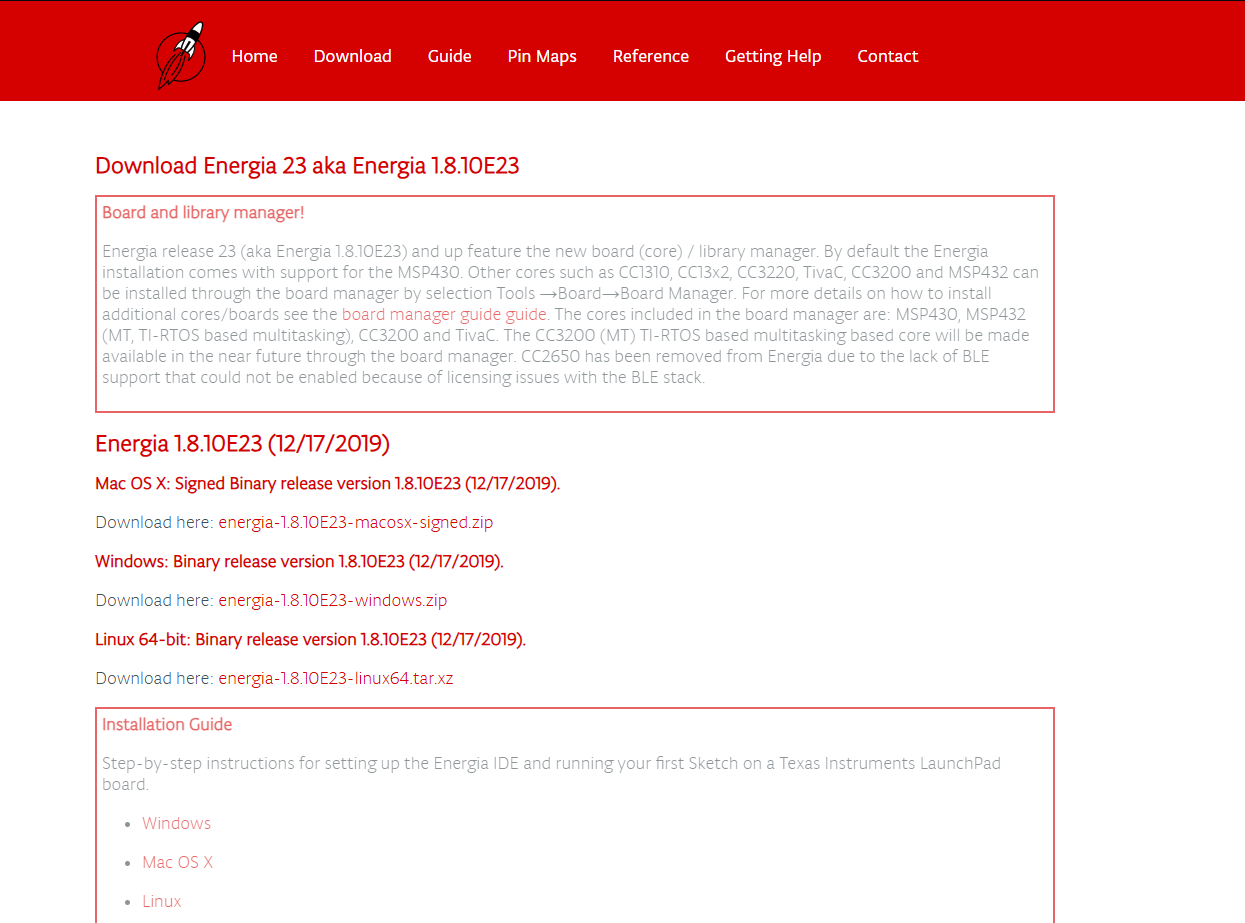 Home Download Guide Pin Maps Reference Getting Help Contact
Download Energia 23 aka Energia 1.8.10E23
Board and library manager!
Energia release 23 (aka Energia 1.8.10E23) and up feature the new board (core) / library manager. By default the Energia
installation comes with support for the MSP430. Other cores such as CC1310, CC13x2, CC3220, TivaC, CC3200 and MSP432 can
be installed through the board manager by selection Tools →Board→Board Manager. For more details on how to install
additional cores/boards see the board manager guide guide. The cores included in the board manager are: MSP430, MSP432
(MT, TI-RTOS based multitasking), CC3200 and TivaC. The CC3200 (MT) TI-RTOS based multitasking based core will be made
available in the near future through the board manager. CC2650 has been removed from Energia due to the lack of BLE
support that could not be enabled because of licensing issues with the BLE stack.
Energia 1.8.10E23 (12/17/2019)
Mac OS X: Signed Binary release version 1.8.10E23 (12/17/2019).
Download here: energia-1.8.10E23-macosx-signed.zip
Windows: Binary release version 1.8.10E23 (12/17/2019).
Download here: energia-1.8.10E23-windows.zip
Linux 64-bit: Binary release version 1.8.10E23 (12/17/2019).
Download here: energia-1.8.10E23-linux64.tar.xz
Installation Guide
Step-by-step instructions for setting up the Energia IDE and running your first Sketch on a Texas Instruments LaunchPad
board.
• Windows
• Mac OS X
• Linux